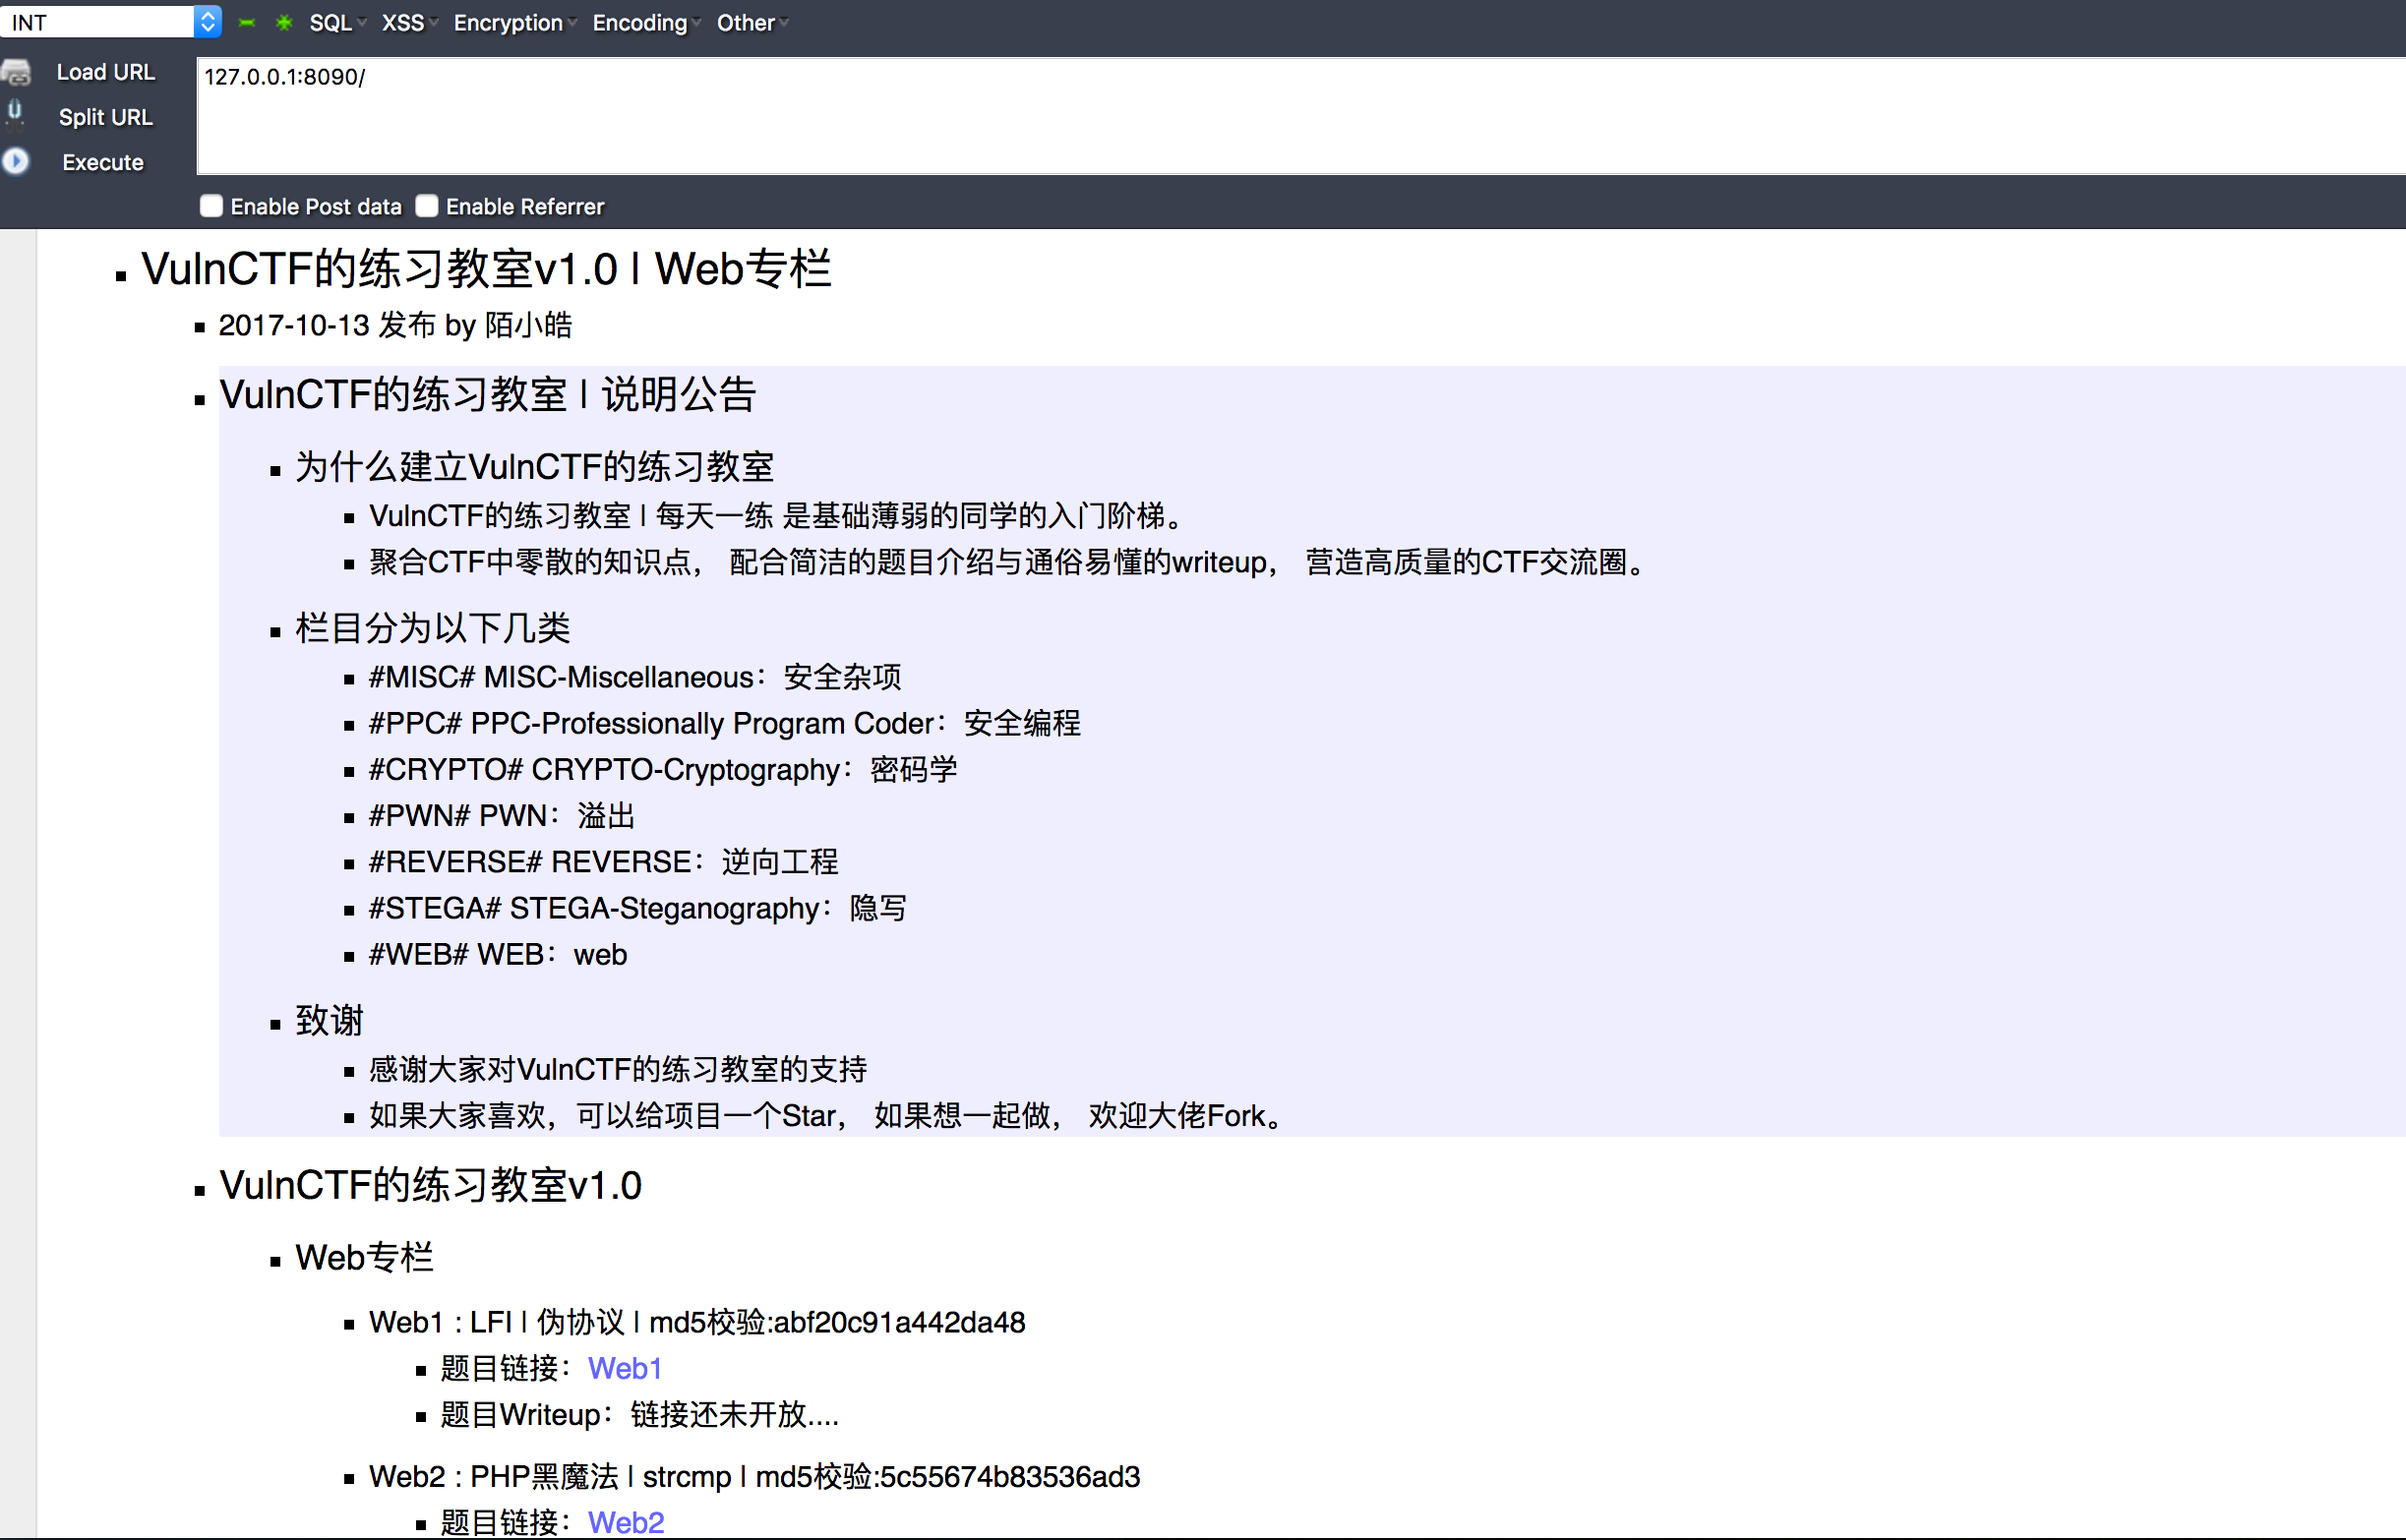 INT SQL XSS Encryption Encoding Other
Load URL 127.0.0.1:8090/
Split URL
Execute
Enable Post data Enable Referrer
VulnCTF的练习教室v1.0 | Web专栏
2017-10-13 发布 by 陌小皓
VulnCTF的练习教室 | 说明公告
为什么建立VulnCTF的练习教室
VulnCTF的练习教室 | 每天一练 是基础薄弱的同学的入门阶梯。
聚合CTF中零散的知识点， 配合简洁的题目介绍与通俗易懂的writeup， 营造高质量的CTF交流圈。
栏目分为以下几类
#MISC# MISC-Miscellaneous：安全杂项
#PPC# PPC-Professionally Program Coder：安全编程
#CRYPTO# CRYPTO-Cryptography：密码学
#PWN# PWN：溢出
#REVERSE# REVERSE：逆向工程
#STEGA# STEGA-Steganography：隐写
#WEB# WEB：web
致谢
感谢大家对VulnCTF的练习教室的支持
如果大家喜欢，可以给项目一个Star， 如果想一起做， 欢迎大佬Fork。
VulnCTF的练习教室v1.0
Web专栏
Web1 : LFI | 伪协议 | md5校验:abf20c91a442da48
题目链接：Web1
题目Writeup：链接还未开放....
Web2 : PHP黑魔法 | strcmp | md5校验:5c55674b83536ad3
题目链接：Web2